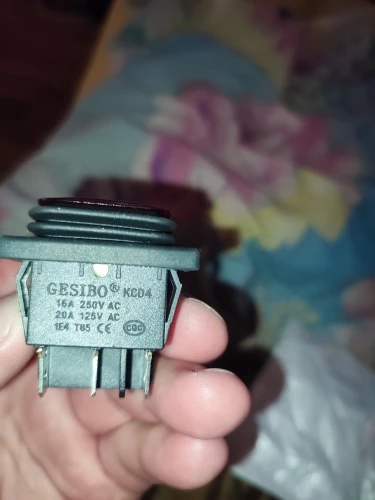 GESIBO® KCD4
16A 250V AC
20A 125V AC
1E4 T85 CE CQC